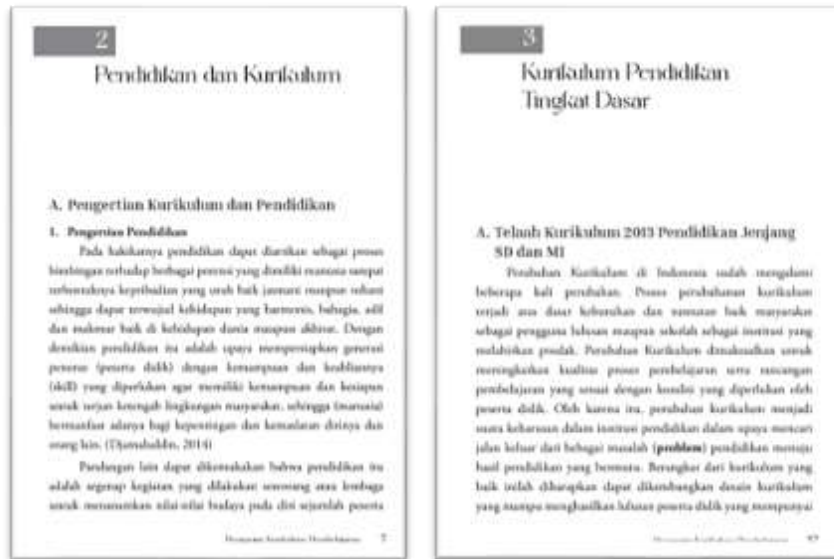 2
Pendidikan dan Kurikulum
A. Pengertian Kurikulum dan Pendidikan
1. Pengertian Pendidikan
Pada hakikatnya pendidikan dapat diartikan sebagai proses
bimbingan terhadap berbagai potensi yang dimiliki manusia sampai
terbentuknya kepribadian yang utuh baik jasmani maupun rohani
sehingga dapat terwujud kehidupan yang harmonis, bahagia, adil
dan makmur baik di kehidupan dunia maupun akhirat. Dengan
demikian pendidikan itu adalah upaya mempersiapkan generasi
penerus (peserta didik) dengan kemampuan dan keahliannya
(skill) yang diperlukan agar memiliki kemampuan dan kesiapan
untuk terjun ketengah lingkungan masyarakat, sehingga (manusia)
bermanfaat adanya bagi kepentingan dan kemaslahatan dirinya dan
orang lain. (Djamaluddin, 2014)
Pandangan lain dapat dikemukakan bahwa pendidikan itu
adalah segenap kegiatan yang dilakukan seseorang atau lembaga
untuk menanamkan nilai-nilai budaya pada diri sejumlah peserta
Kurikulum Pembelajaran 7
3
Kurikulum Pendidikan
Tingkat Dasar
A. Telaah Kurikulum 2013 Pendidikan Jenjang
SD dan MI
Perubahan Kurikulum di Indonesia sudah mengalami
beberapa kali perubahan. Proses perubahanan kurikulum
terjadi atas dasar kebutuhan dan tuntutan baik masyarakat
sebagai pengguna lulusan maupun sekolah sebagai institusi yang
melahirkan produk. Perubahan Kurikulum dimaksudkan untuk
meningkatkan kualitas proses pembelajaran serta rancangan
pembelajaran yang sesuai dengan kondisi yang diperlukan oleh
peserta didik. Oleh karena itu, perubahan kurikulum menjadi
suatu keharusan dalam institusi pendidikan dalam upaya mencari
jalan keluar dari bebagai masalah (problem) pendidikan menuju
hasil pendidikan yang bermutu. Berangkat dari kurikulum yang
baik inilah diharapkan dapat dikembangkan desain kurikulum
yang mampu menghasilkan lulusan peserta didik yang mempunyai
Kurikulum Pembelajaran